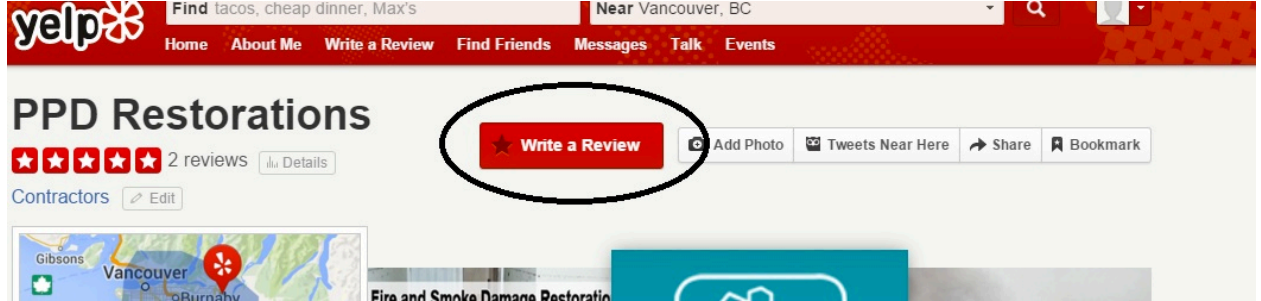 yelp
Find tacos, cheap dinner, Max's
Near Vancouver, BC
Home About Me Write a Review Find Friends Messages Talk Events
PPD Restorations
Write a Review
Add Photo
Tweets Near Here
Share
Bookmark
2 reviews
Details
Contractors
Edit
Gibsons
Vancouver
Burnaby
Fire and Smoke Damage Restoratio